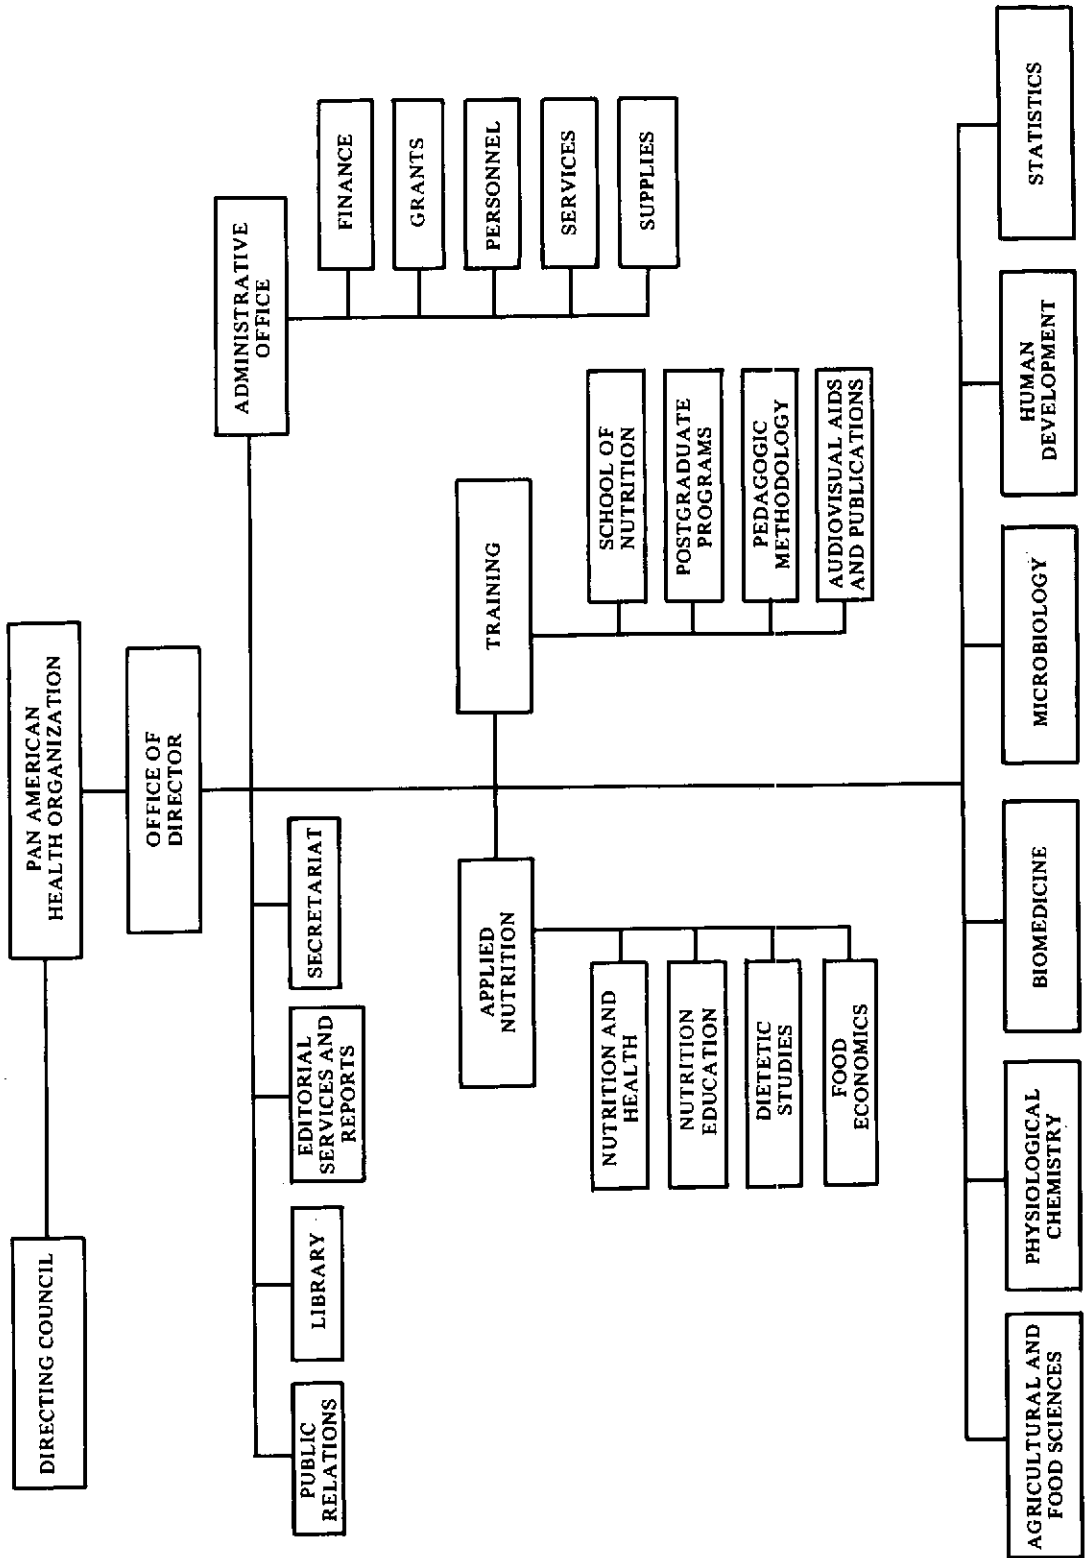 DIRECTING COUNCIL
PAN AMERICAN
HEALTH ORGANIZATION
OFFICE OF
DIRECTOR
ADMINISTRATIVE
OFFICE
PUBLIC
RELATIONS
LIBRARY
EDITORIAL
SERVICES AND
REPORTS
SECRETARIAT
FINANCE
GRANTS
PERSONNEL
SERVICES
SUPPLIES
APPLIED
NUTRITION
NUTRITION AND
HEALTH
NUTRITION
EDUCATION
DIETETIC
STUDIES
FOOD
ECONOMICS
TRAINING
SCHOOL OF
NUTRITION
POSTGRADUATE
PROGRAMS
PEDAGOGIC
METHODOLOGY
AUDIOVISUAL AIDS
AND PUBLICATIONS
AGRICULTURAL AND
FOOD SCIENCES
PHYSIOLOGICAL
CHEMISTRY
BIOMEDICINE
MICROBIOLOGY
HUMAN
DEVELOPMENT
STATISTICS